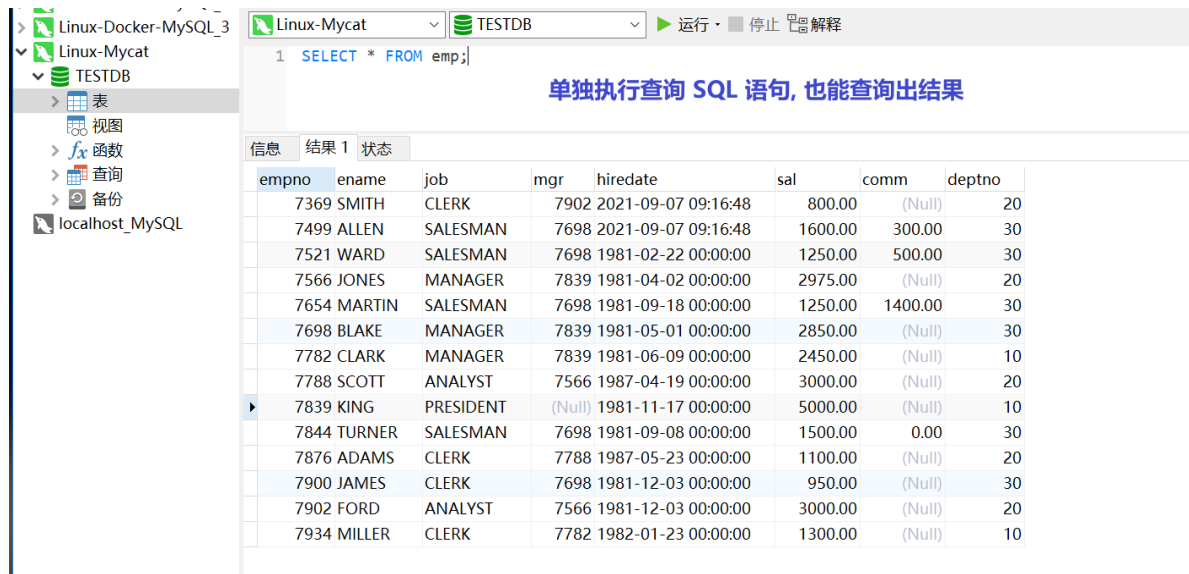 Linux-Docker-MySQL_3
Linux-Mycat
TESTDB
表
视图
函数
查询
备份
localhost_MySQL
Linux-Mycat TESTDB 运行 停止 解释
1 SELECT * FROM emp;
单独执行查询 SQL 语句, 也能查询出结果
信息 结果 1 状态
empno ename job mgr hiredate sal comm deptno
7369 SMITH CLERK 7902 2021-09-07 09:16:48 800.00 (Null) 20
7499 ALLEN SALESMAN 7698 2021-09-07 09:16:48 1600.00 300.00 30
7521 WARD SALESMAN 7698 1981-02-22 00:00:00 1250.00 500.00 30
7566 JONES MANAGER 7839 1981-04-02 00:00:00 2975.00 (Null) 20
7654 MARTIN SALESMAN 7698 1981-09-18 00:00:00 1250.00 1400.00 30
7698 BLAKE MANAGER 7839 1981-05-01 00:00:00 2850.00 (Null) 30
7782 CLARK MANAGER 7839 1981-06-09 00:00:00 2450.00 (Null) 10
7788 SCOTT ANALYST 7566 1987-04-19 00:00:00 3000.00 (Null) 20
7839 KING PRESIDENT (Null) 1981-11-17 00:00:00 5000.00 (Null) 10
7844 TURNER SALESMAN 7698 1981-09-08 00:00:00 1500.00 0.00 30
7876 ADAMS CLERK 7788 1987-05-23 00:00:00 1100.00 (Null) 20
7900 JAMES CLERK 7698 1981-12-03 00:00:00 950.00 (Null) 30
7902 FORD ANALYST 7566 1981-12-03 00:00:00 3000.00 (Null) 20
7934 MILLER CLERK 7782 1982-01-23 00:00:00 1300.00 (Null) 10